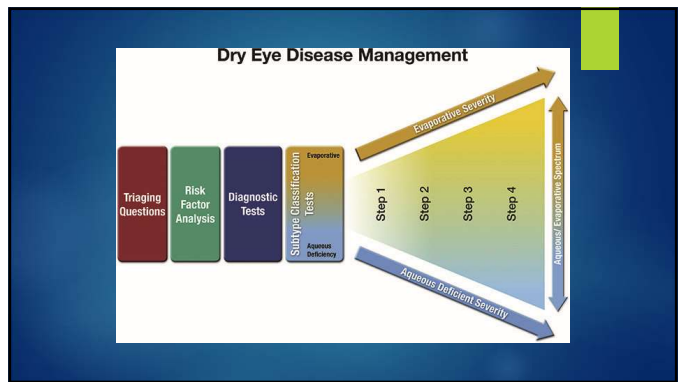 Dry Eye Disease Management
Triaging
Questions
Risk
Factor
Analysis
Diagnostic
Tests
Subtype Classification
Tests
Evaporative
Aqueous
Deficiency
Step 1
Step 2
Step 3
Step 4
Evaporative Severity
Aqueous Deficient Severity
Aqueous/ Evaporative Spectrum